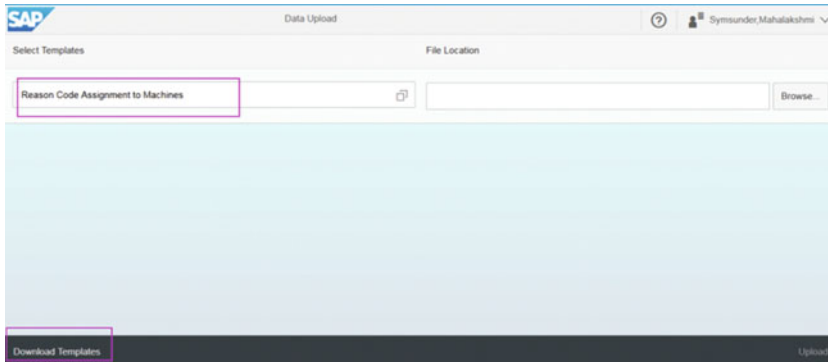 SAP
Data Upload
Symsunder,Mahalakshmi
Select Templates
File Location
Reason Code Assignment to Machines
Browse...
Download Templates
Upload